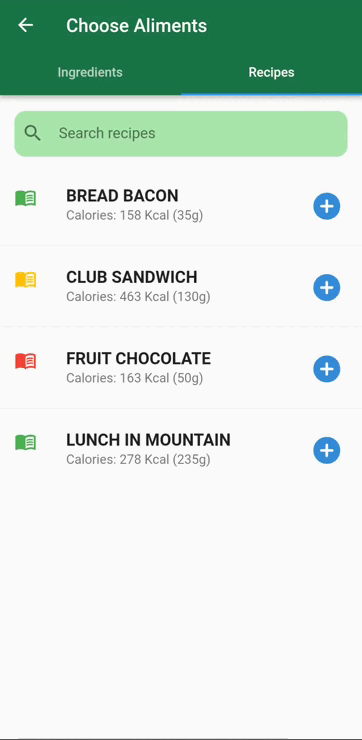 Choose Aliments
Ingredients
Recipes
Search recipes
BREAD BACON
Calories: 158 Kcal (35g)
CLUB SANDWICH
Calories: 463 Kcal (130g)
FRUIT CHOCOLATE
Calories: 163 Kcal (50g)
LUNCH IN MOUNTAIN
Calories: 278 Kcal (235g)